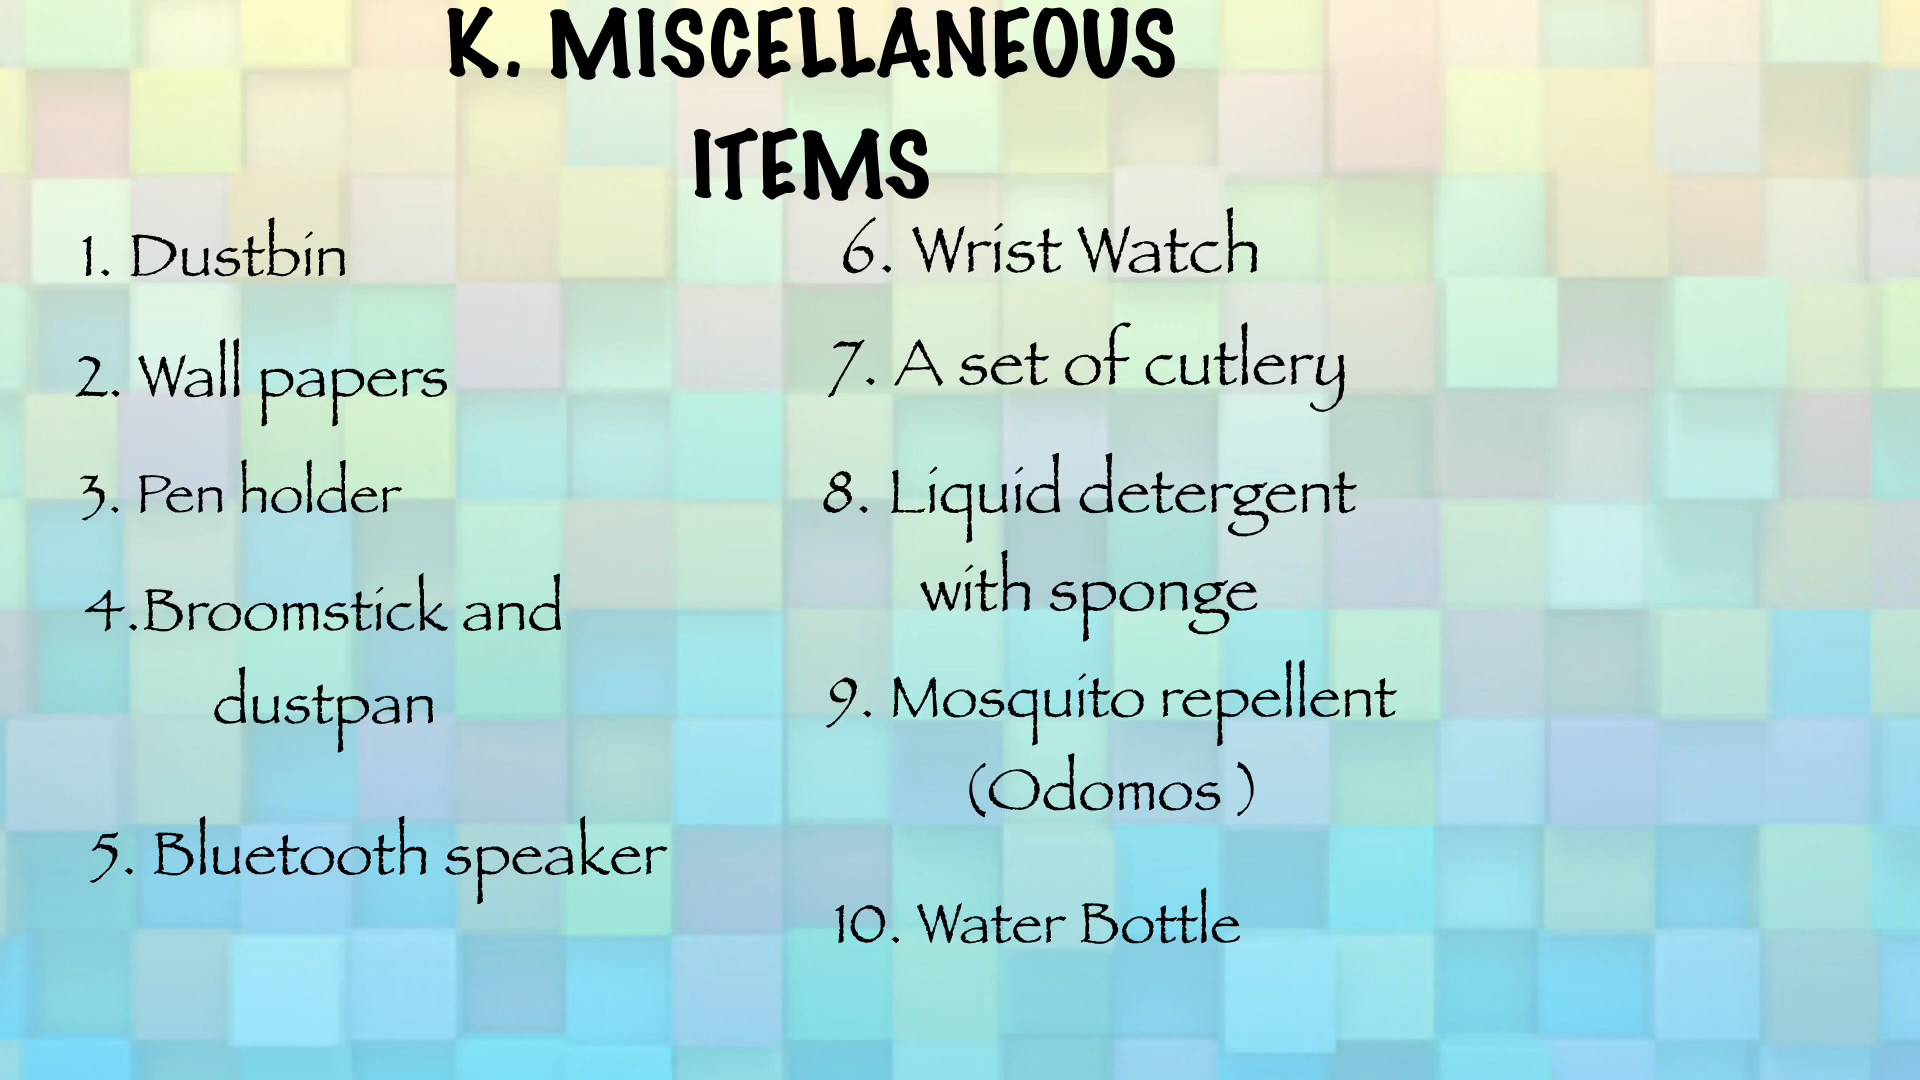 K. MISCELLANEOUS
ITEMS
1. Dustbin
2. Wall papers
3. Pen holder
4.Broomstick and
dustpan
5. Bluetooth speaker
6. Wrist Watch
7. A set of cutlery
8. Liquid detergent
with sponge
9. Mosquito repellent
(Odomos )
10. Water Bottle